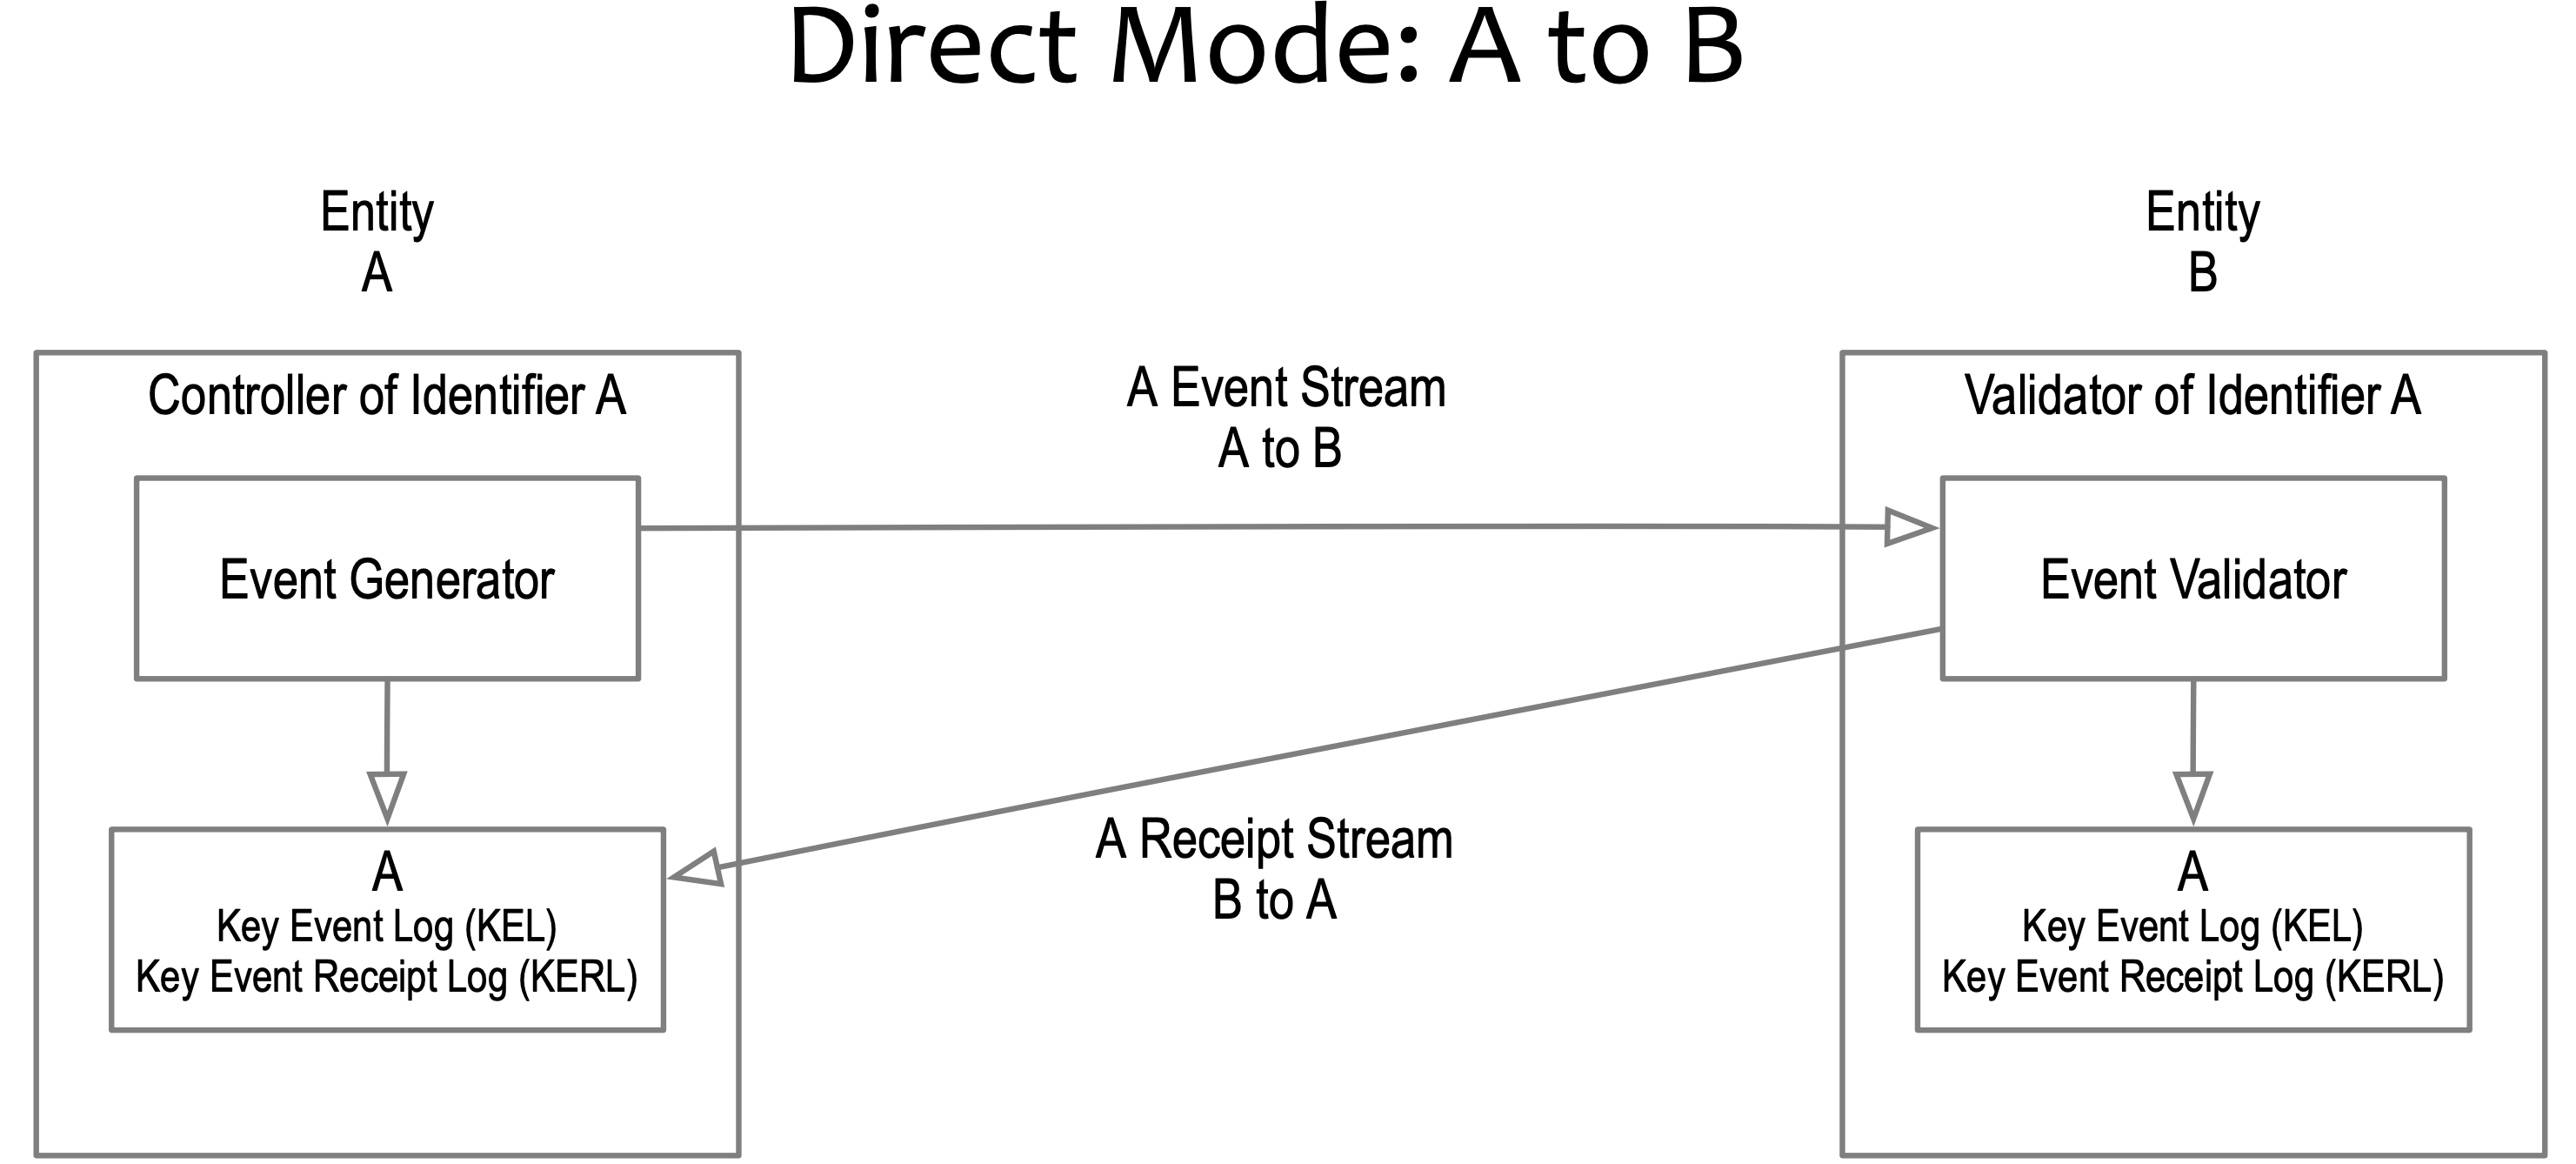 Direct Mode: A to B
Entity
A
Entity
B
Controller of Identifier A
Event Generator
A
Key Event Log (KEL)
Key Event Receipt Log (KERL)
A Event Stream
A to B
A Receipt Stream
B to A
Validator of Identifier A
Event Validator
A
Key Event Log (KEL)
Key Event Receipt Log (KERL)